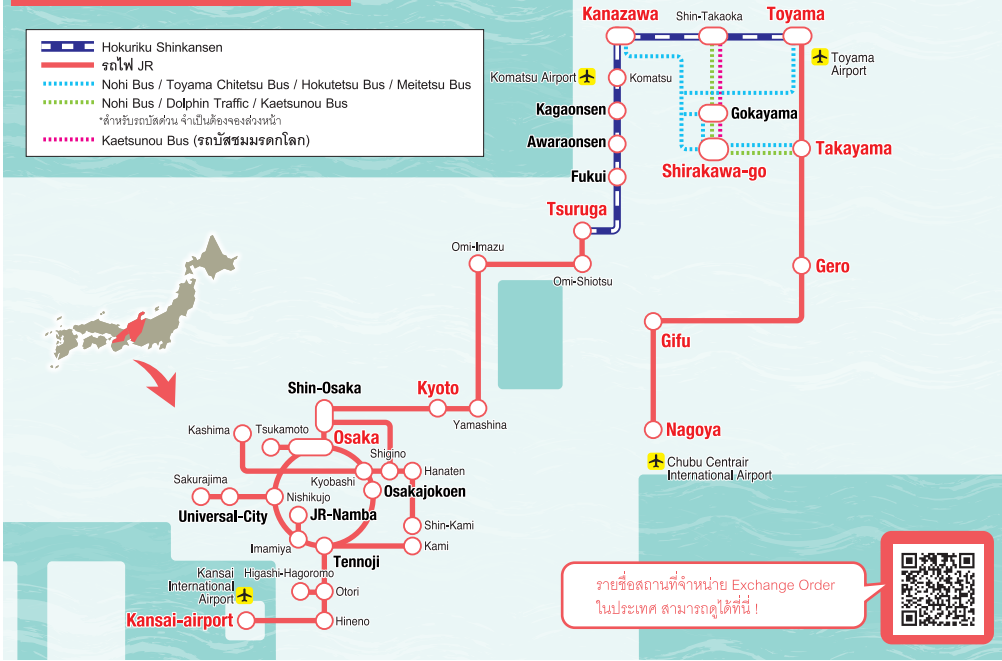 Hokuriku Shinkansen
รถไฟ JR
Nohi Bus / Toyama Chitetsu Bus / Hokutetsu Bus / Meitetsu Bus
Nohi Bus / Dolphin Traffic / Kaetsunou Bus
*สำหรับรถบัสด่วน จำเป็นต้องจองล่วงหน้า
Kaetsunou Bus (รถบัสชมมรดกโลก)
Kanazawa
Shin-Takaoka
Toyama
Toyama
Airport
Komatsu Airport
Komatsu
Kagaonsen
Gokayama
Awaraonsen
Takayama
Shirakawa-go
Fukui
Tsuruga
Omi-Imazu
Omi-Shiotsu
Gero
Gifu
Shin-Osaka
Kyoto
Yamashina
Nagoya
Kashima
Tsukamoto
Osaka
Shigino
Chubu Centrair
International Airport
Hanaten
Kyobashi
Sakurajima
Nishikujo
Osakajokoen
Universal-City
JR-Namba
Shin-Kami
Imamiya
Kami
Tennoji
Kansai
International
Airport
Higashi-Hagoromo
Otori
Kansai-airport
Hineno
รายชื่อสถานที่จำหน่าย Exchange Order
ในประเทศ สามารถดูได้ที่นี่ !